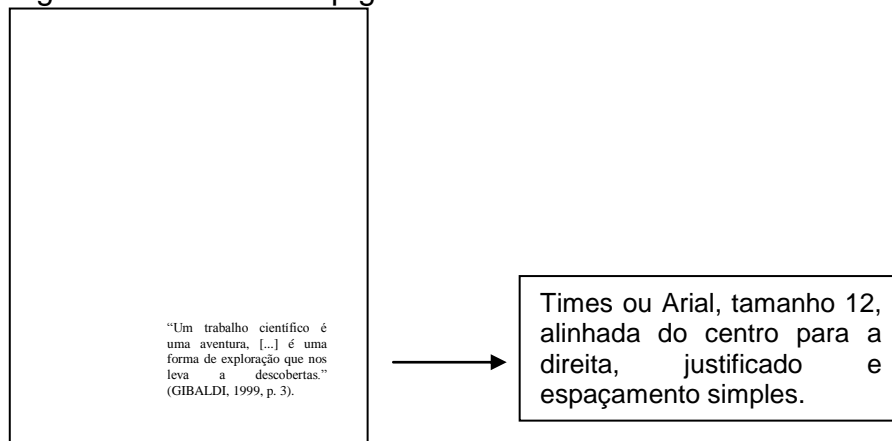 “Um trabalho científico é
uma aventura, [...] é uma
forma de exploração que nos
leva a descobertas.”
(GIBALDI, 1999, p. 3).
Times ou Arial, tamanho 12,
alinhada do centro para a
direita, justificado e
espaçamento simples.